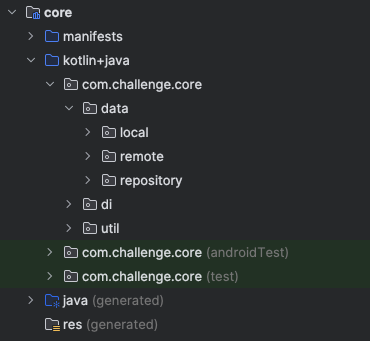 core
manifests
kotlin+java
com.challenge.core
data
local
remote
repository
di
util
com.challenge.core (androidTest)
com.challenge.core (test)
java (generated)
res (generated)